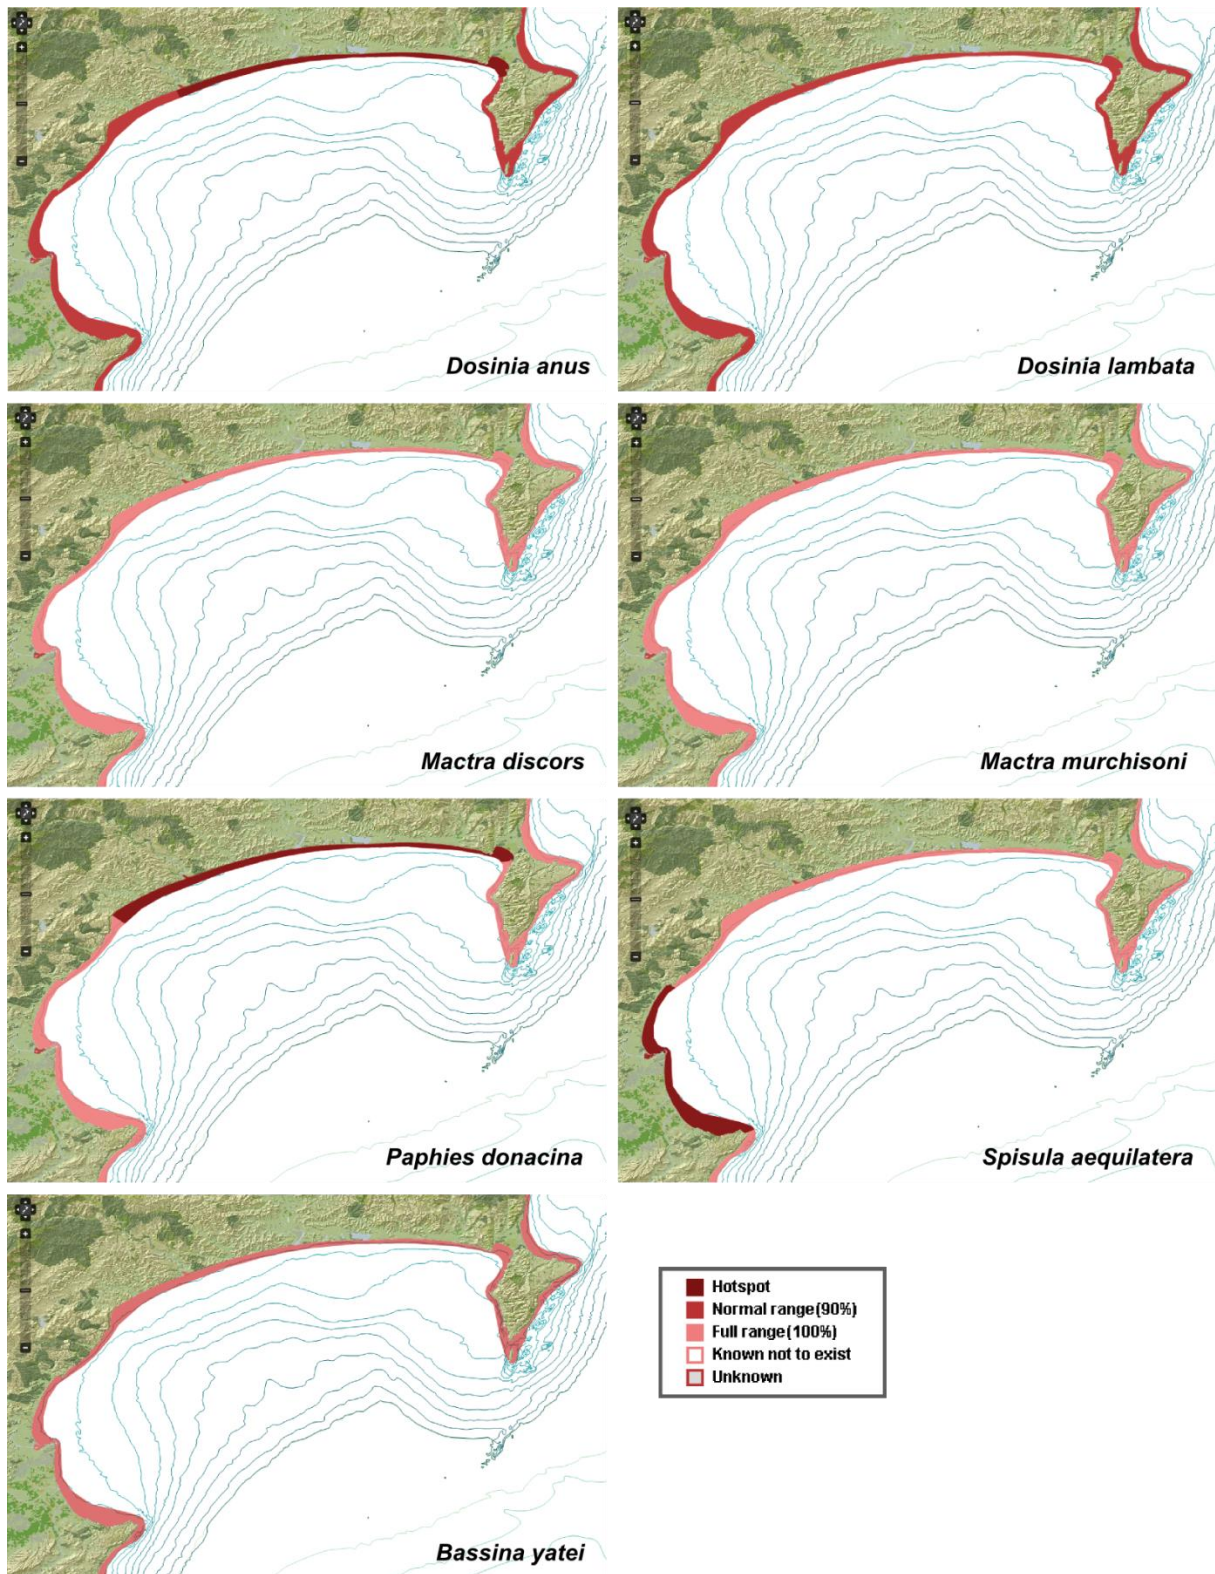 Dosinia anus
Dosinia lambata
Mactra discors
Mactra murchisoni
Paphies donacina
Spisula aequilatera
Bassina yatei
Hotspot
Normal range(90%)
Full range(100%)
Known not to exist
Unknown